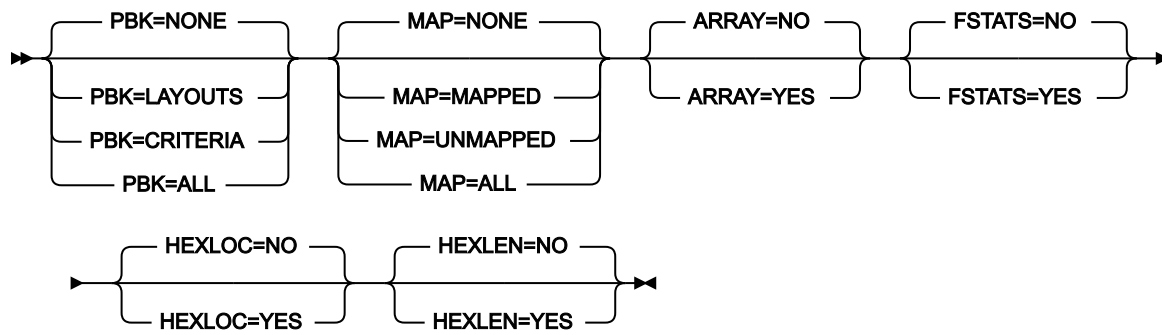 PBK=NONE MAP=NONE ARRAY=NO FSTATS=NO
PBK=LAYOUTS MAP=MAPPED ARRAY=YES FSTATS=YES
PBK=CRITERIA MAP=UNMAPPED
PBK=ALL MAP=ALL
HEXLOC=NO HEXLEN=NO
HEXLOC=YES HEXLEN=YES